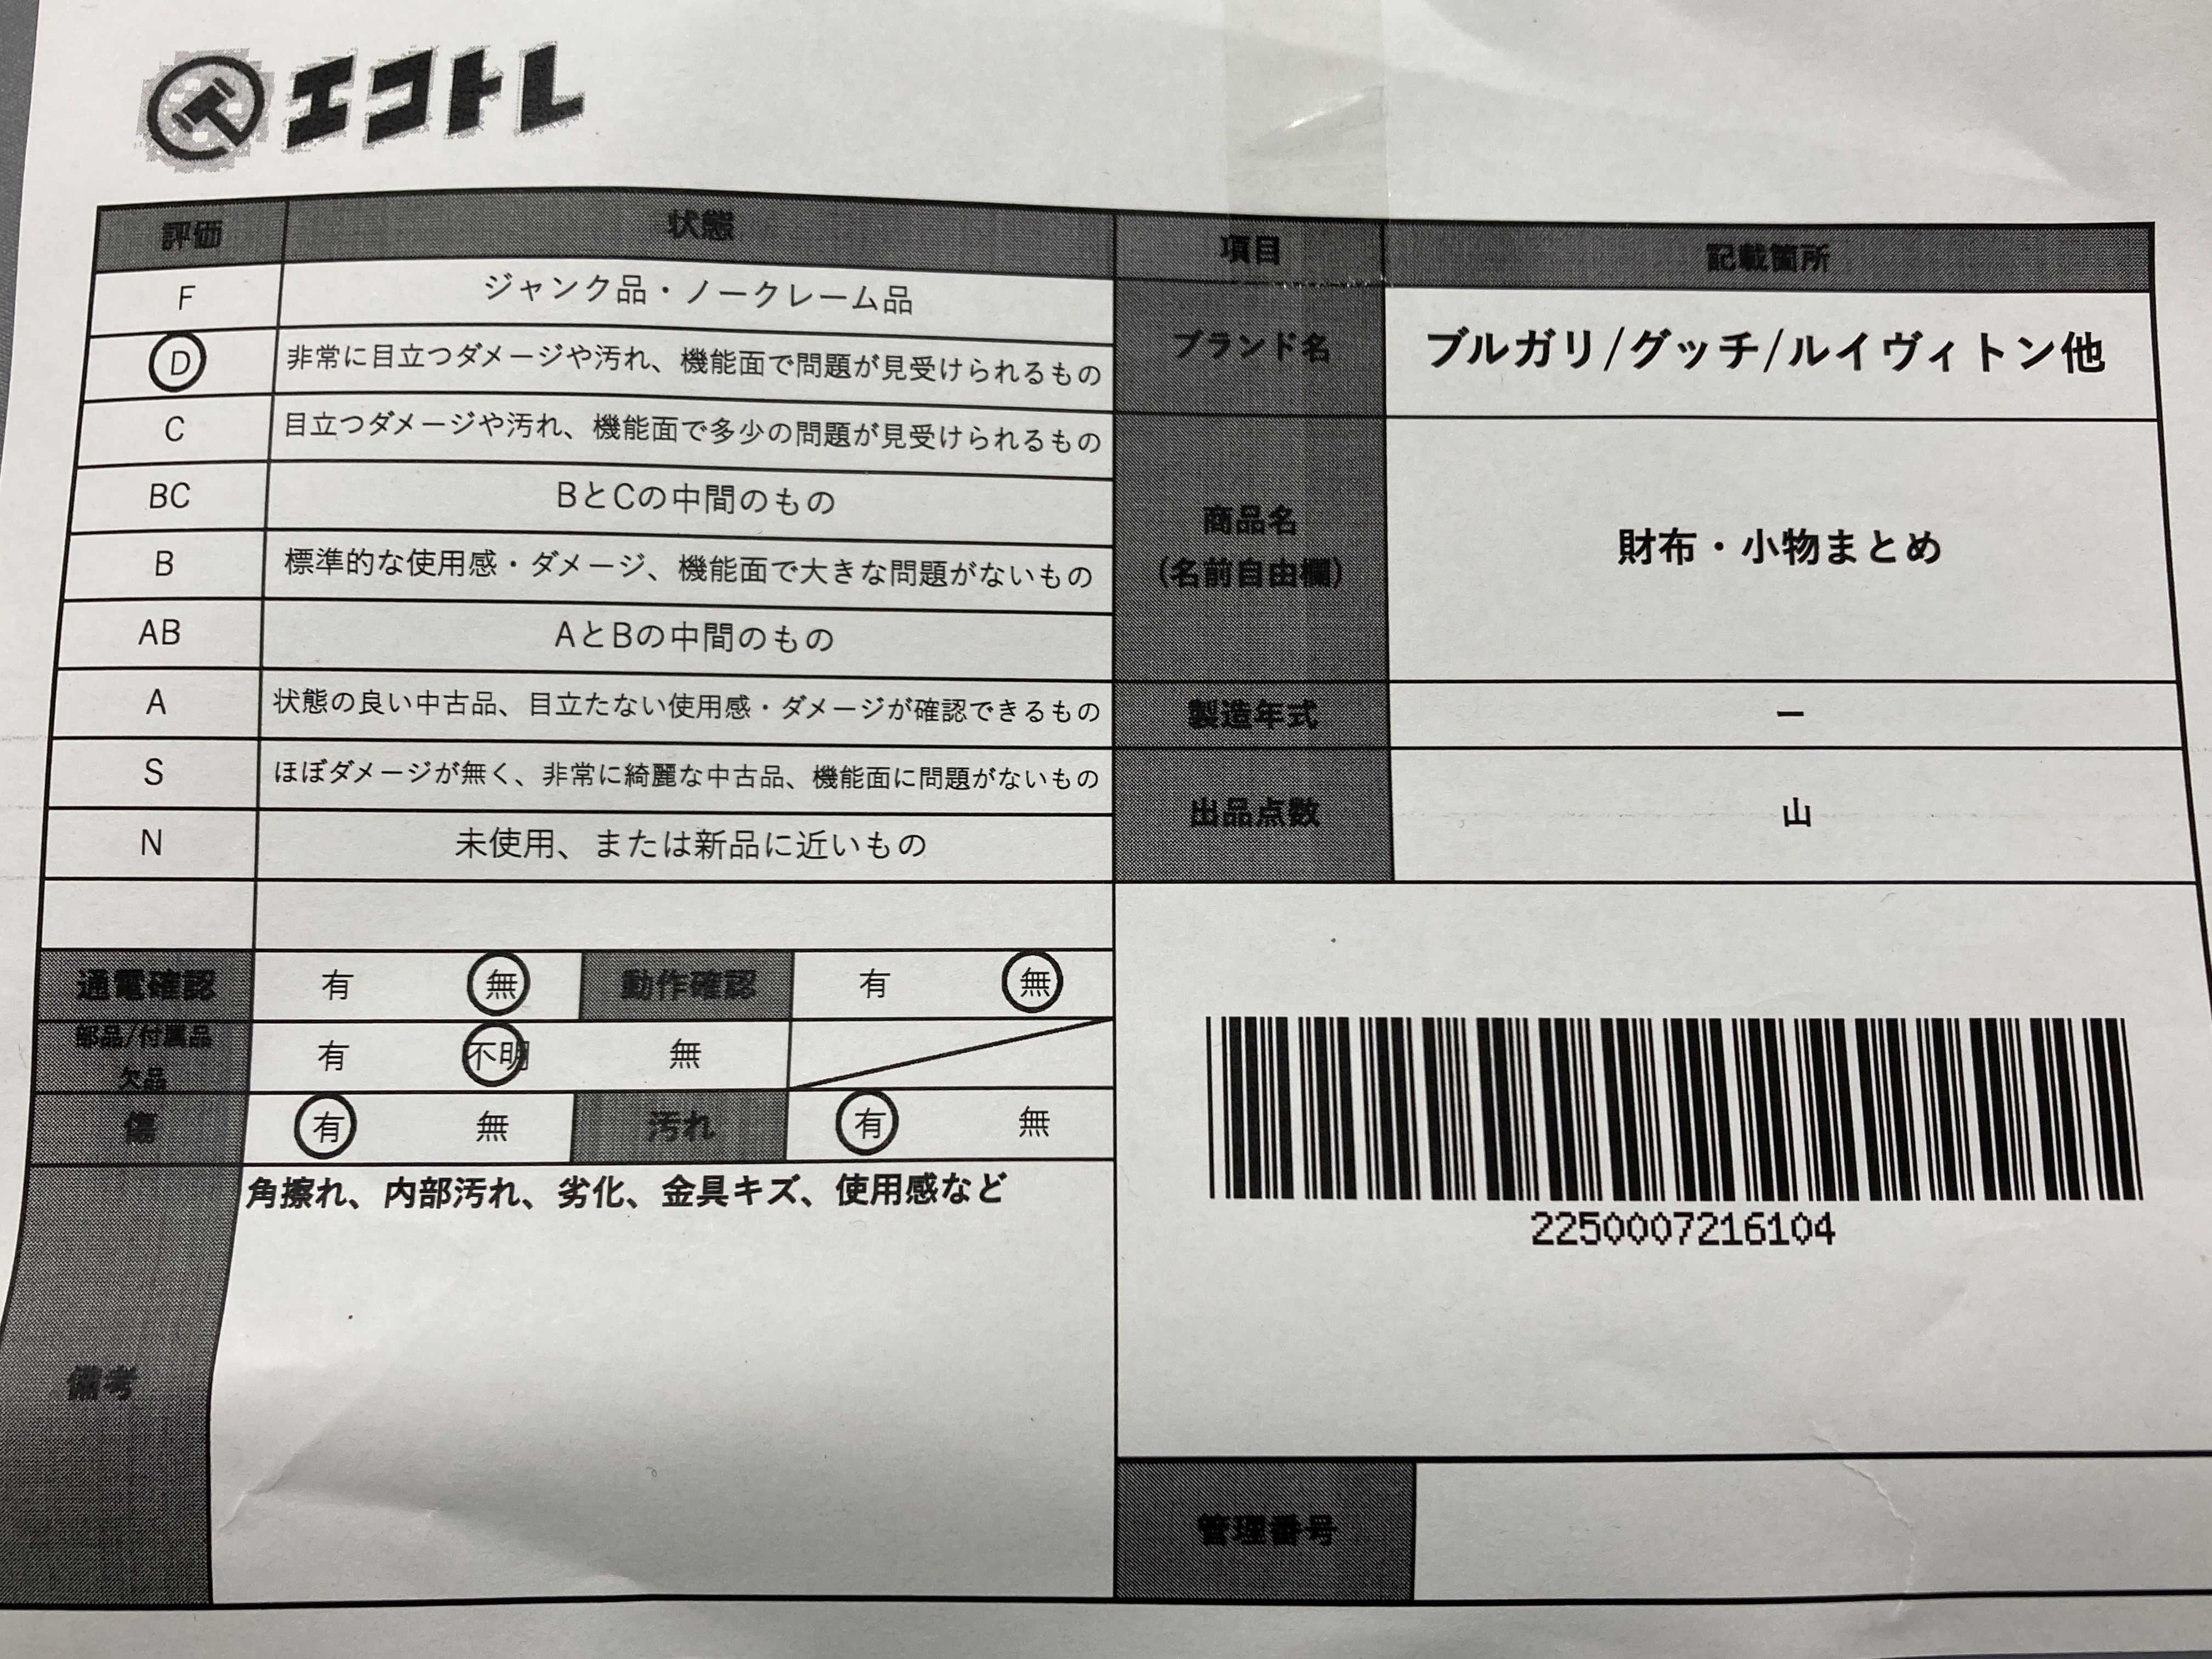 エコトレ
評価 状態
F ジャンク品・ノークレーム品
D 非常に目立つダメージや汚れ、機能面で問題が見受けられるもの
C 目立つダメージや汚れ、機能面で多少の問題が見受けられるもの
BC BとCの中間のもの
B 標準的な使用感・ダメージ、機能面で大きな問題がないもの
AB AとBの中間のもの
A 状態の良い中古品、目立たない使用感・ダメージが確認できるもの
S ほぼダメージが無く、非常に綺麗な中古品、機能面に問題がないもの
N 未使用、または新品に近いもの
通電確認 有 無 動作確認 有 無
部品/付属品
欠品 有 不明 無
傷 有 無 汚れ 有 無
備考 角擦れ、内部汚れ、劣化、金具キズ、使用感など
項目 記載箇所
ブランド名 ブルガリ/グッチ/ルイヴィトン他
商品名
(名前自由欄) 財布・小物まとめ
製造年式 ー
出品点数 山
2250007216104
管理番号